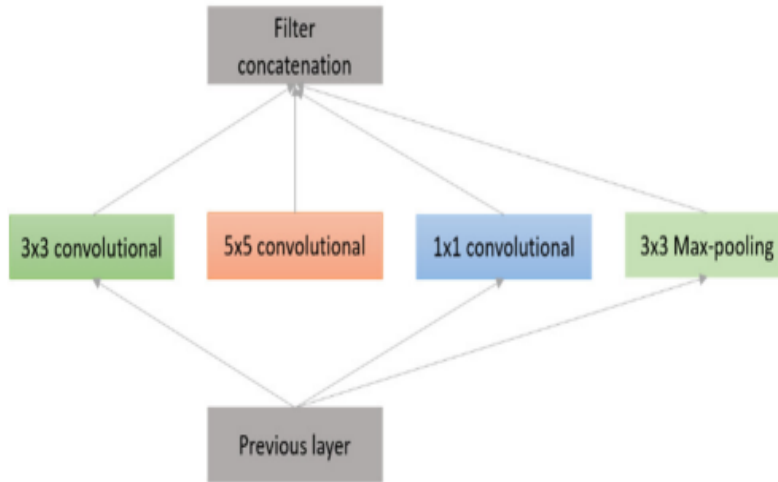 Filter
concatenation
3x3 convolutional
5x5 convolutional
1x1 convolutional
3x3 Max-pooling
Previous layer